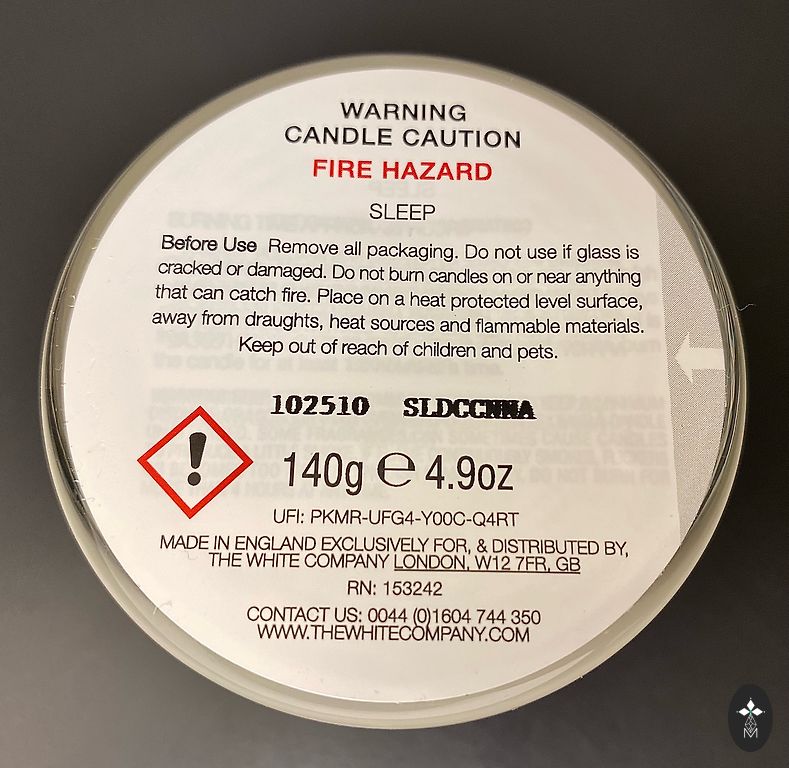 WARNING
CANDLE CAUTION
FIRE HAZARD
SLEEP
Before Use Remove all packaging. Do not use if glass is
cracked or damaged. Do not burn candles on or near anything
that can catch fire. Place on a heat protected level surface,
away from draughts, heat sources and flammable materials.
Keep out of reach of children and pets.
102510 SLDCCNNA
140g ℮ 4.9oz
UFI: PKMR-UFG4-Y00C-Q4RT
MADE IN ENGLAND EXCLUSIVELY FOR, & DISTRIBUTED BY,
THE WHITE COMPANY LONDON, W12 7FR, GB
RN: 153242
CONTACT US: 0044 (0)1604 744 350
WWW.THEWHITECOMPANY.COM